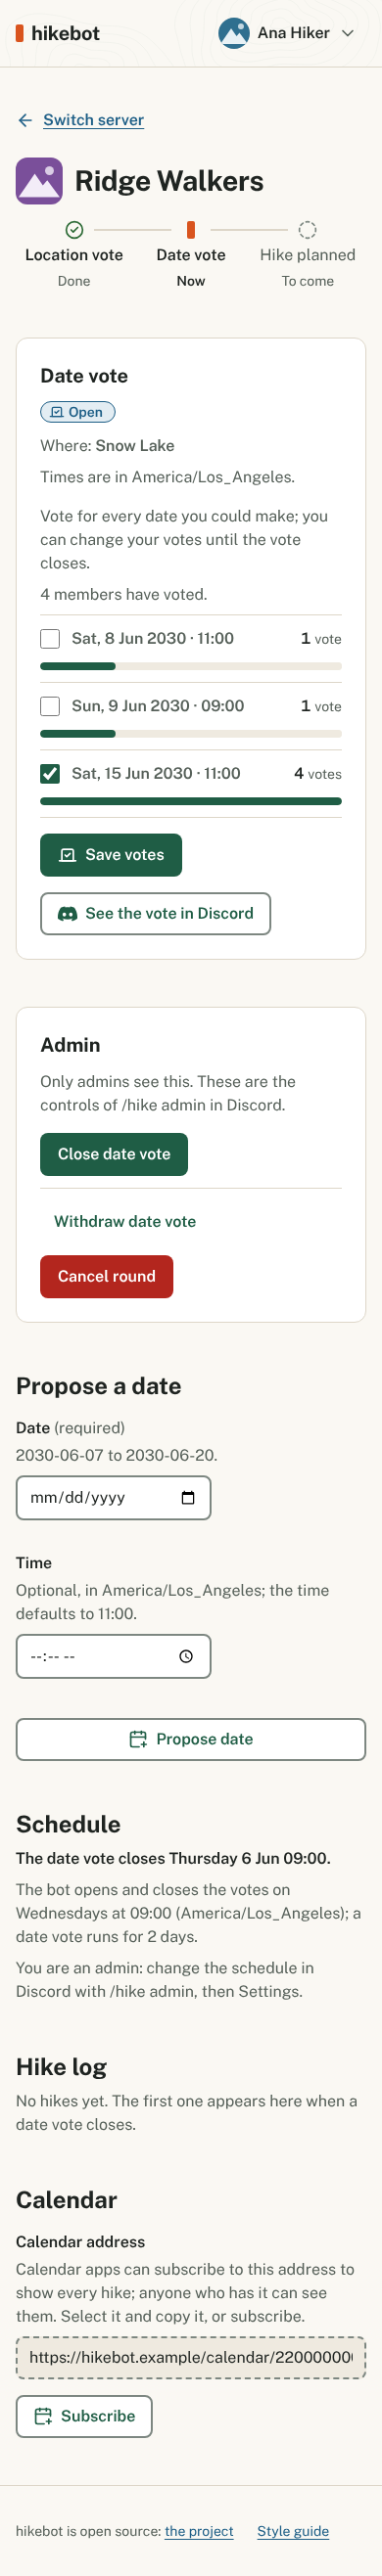 hikebot
Ana Hiker
Switch server
Ridge Walkers
Location vote
Done
Date vote
Now
Hike planned
To come
Date vote
Open
Where: Snow Lake
Times are in America/Los_Angeles.
Vote for every date you could make; you
can change your votes until the vote
closes.
4 members have voted.
Sat, 8 Jun 2030 · 11:00 1 vote
Sun, 9 Jun 2030 · 09:00 1 vote
Sat, 15 Jun 2030 · 11:00 4 votes
Save votes
See the vote in Discord
Admin
Only admins see this. These are the
controls of /hike admin in Discord.
Close date vote
Withdraw date vote
Cancel round
Propose a date
Date (required)
2030-06-07 to 2030-06-20.
mm/dd/yyyy
Time
Optional, in America/Los_Angeles; the time
defaults to 11:00.
--:-- --
Propose date
Schedule
The date vote closes Thursday 6 Jun 09:00.
The bot opens and closes the votes on
Wednesdays at 09:00 (America/Los_Angeles); a
date vote runs for 2 days.
You are an admin: change the schedule in
Discord with /hike admin, then Settings.
Hike log
No hikes yet. The first one appears here when a
date vote closes.
Calendar
Calendar address
Calendar apps can subscribe to this address to
show every hike; anyone who has it can see
them. Select it and copy it, or subscribe.
https://hikebot.example/calendar/220000000
Subscribe
hikebot is open source: the project Style guide